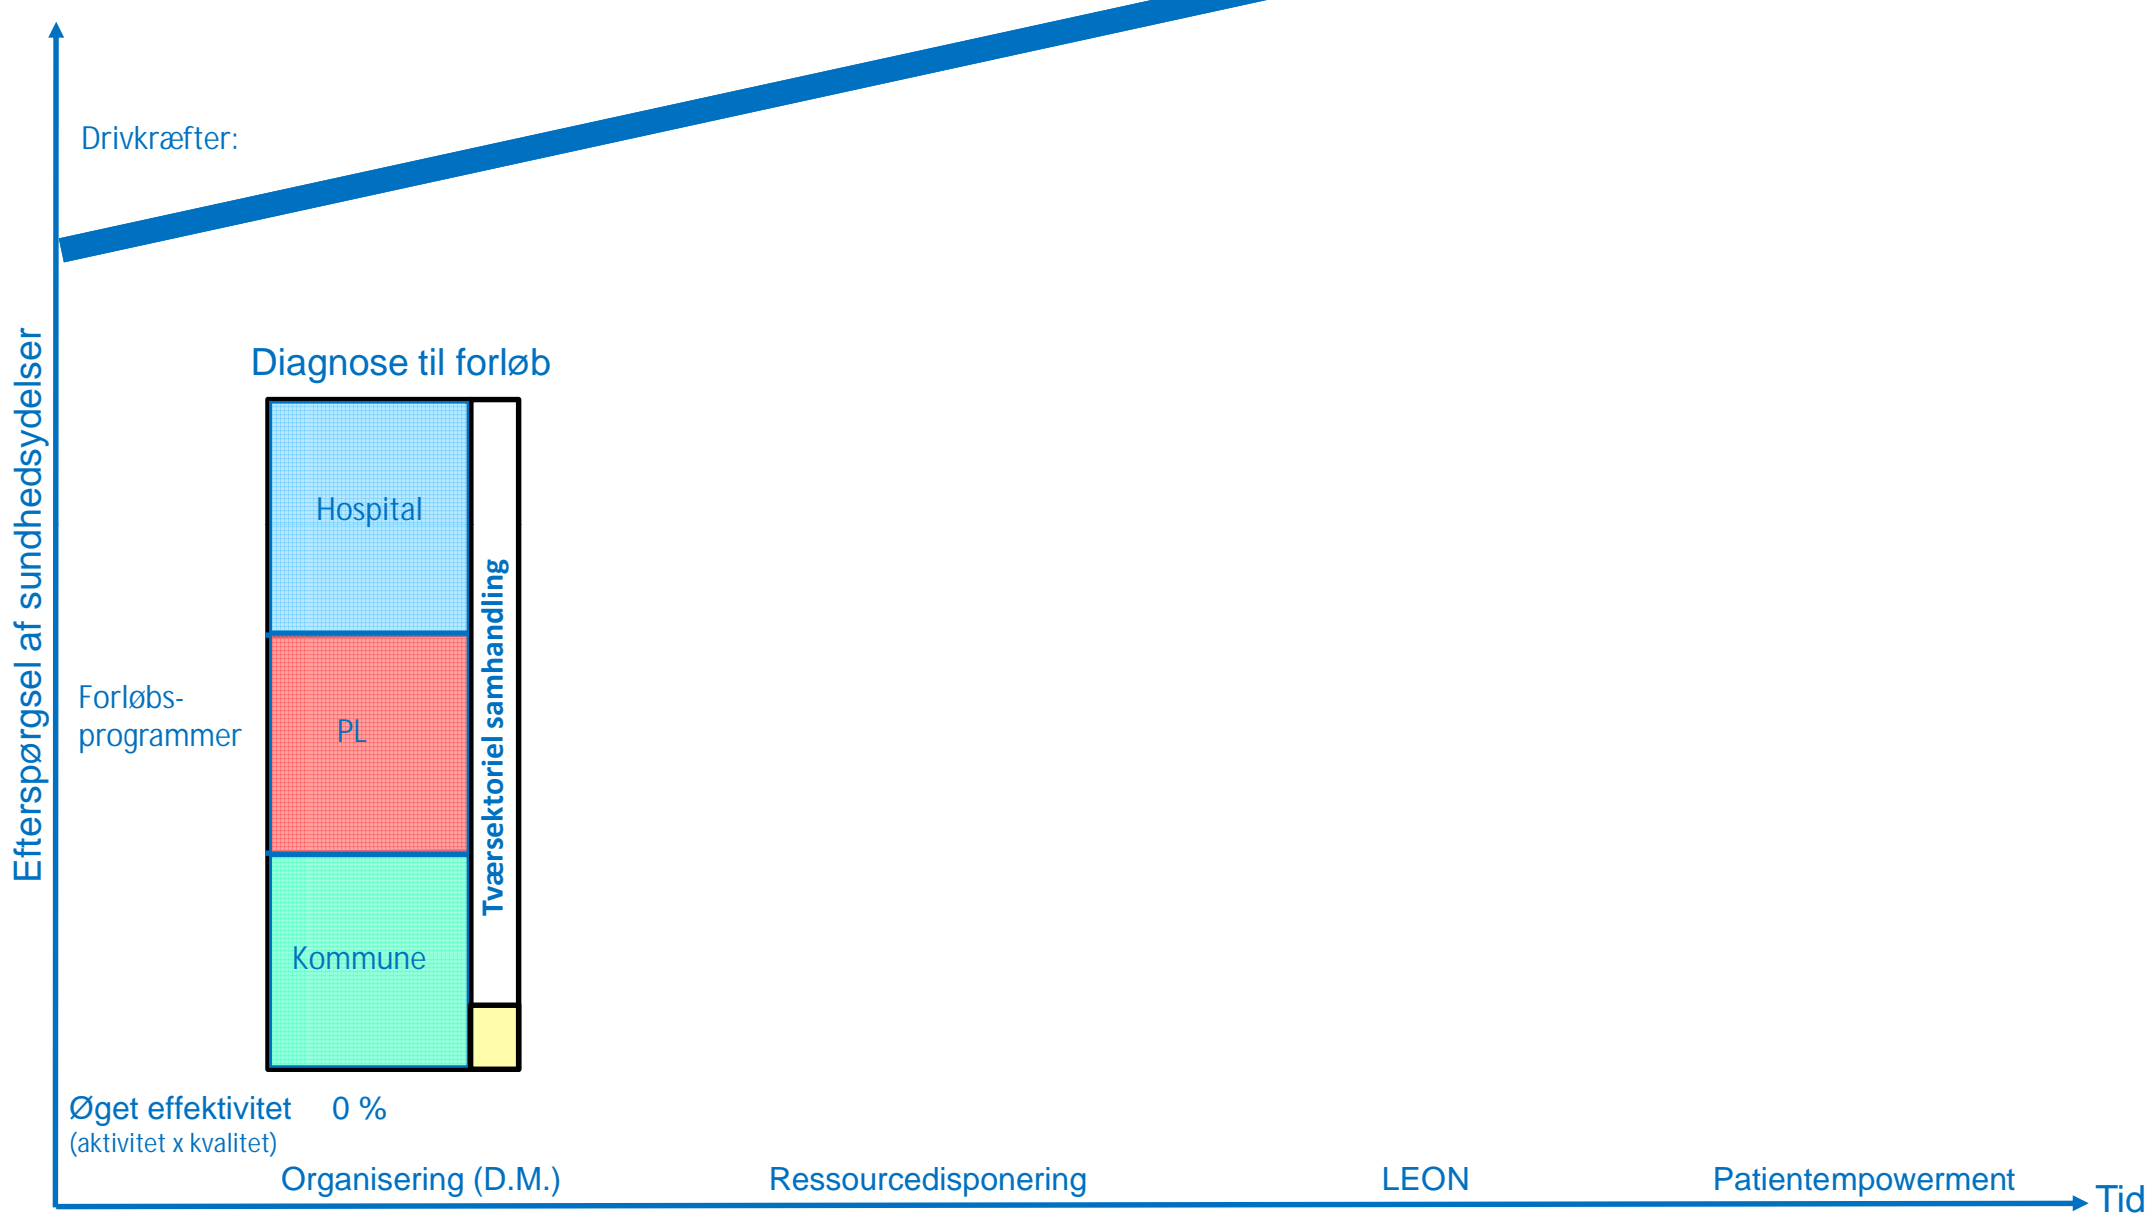 Drivkræfter:
Efterspørgsel af sundhedsydelser
Diagnose til forløb
Hospital
Tværsektoriel samhandling
Forløbs-
programmer
PL
Kommune
Øget effektivitet 0 %
(aktivitet x kvalitet)
Organisering (D.M.) Ressourcedisponering LEON Patientempowerment
Tid